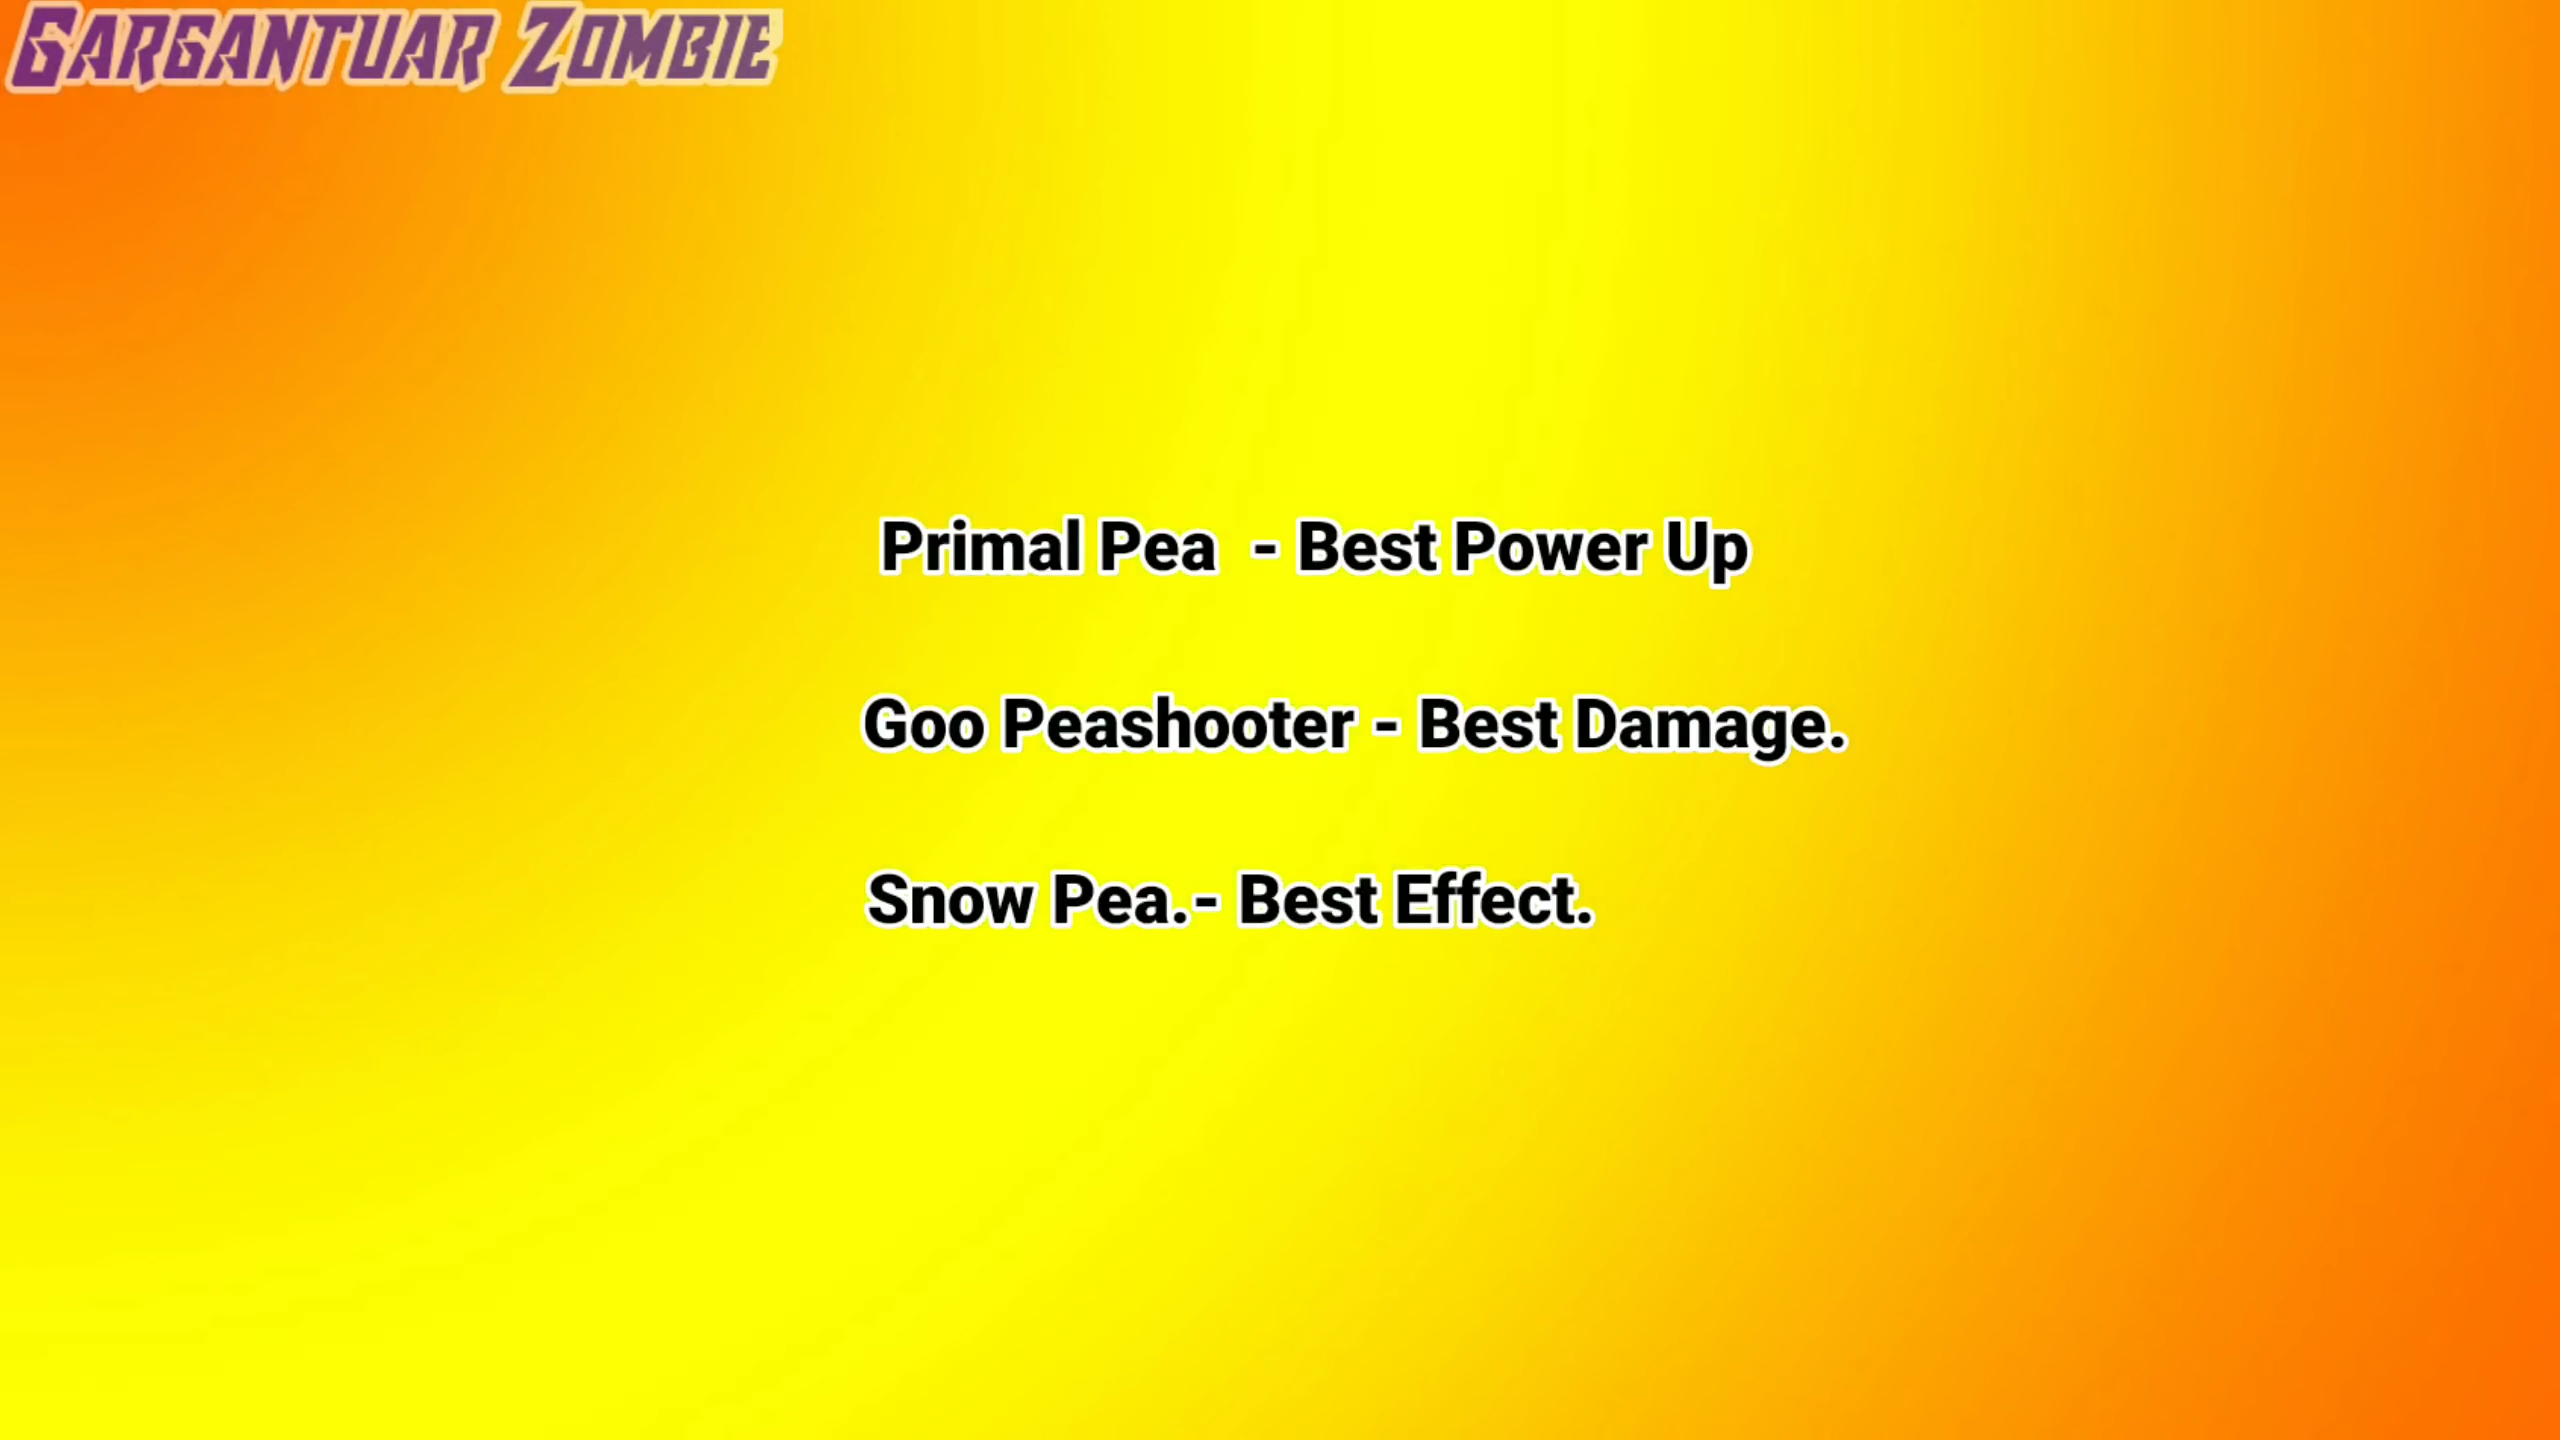 GARGANTUAR ZOMBIE
Primal Pea  - Best Power Up
Goo Peashooter - Best Damage.
Snow Pea.- Best Effect.